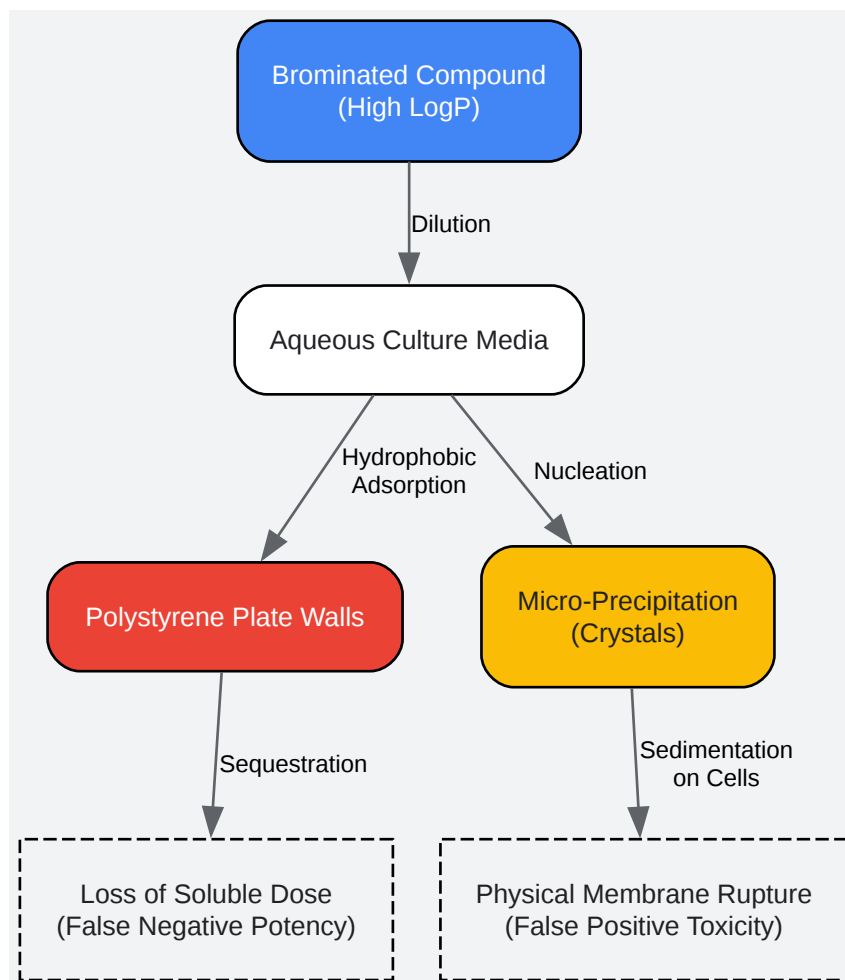 Brominated Compound
(High LogP)
Dilution
Aqueous Culture Media
Hydrophobic
Adsorption
Nucleation
Polystyrene Plate Walls
Micro-Precipitation
(Crystals)
Sequestration
Sedimentation
on Cells
Loss of Soluble Dose
(False Negative Potency)
Physical Membrane Rupture
(False Positive Toxicity)